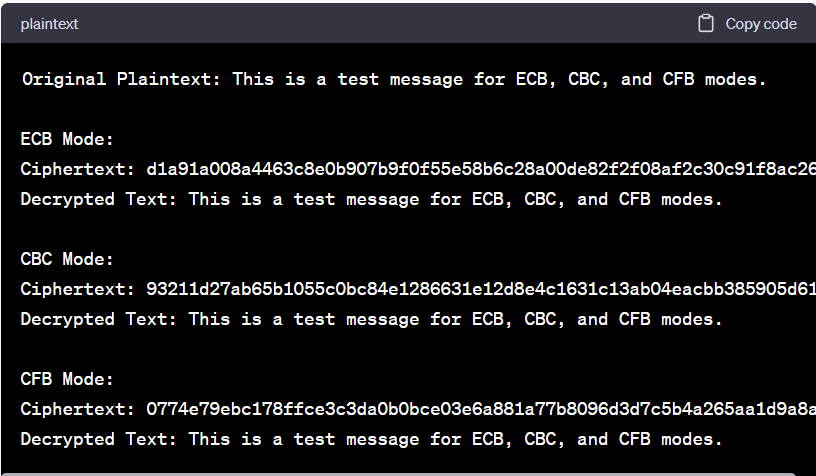 plaintext
Copy code
Original Plaintext: This is a test message for ECB, CBC, and CFB modes.
ECB Mode:
Ciphertext: d1a91a008a4463c8e0b907b9f0f55e58b6c28a00de82f2f08af2c30c91f8ac26
Decrypted Text: This is a test message for ECB, CBC, and CFB modes.
CBC Mode:
Ciphertext: 93211d27ab65b1055c0bc84e1286631e12d8e4c1631c13ab04eacbb385905d61
Decrypted Text: This is a test message for ECB, CBC, and CFB modes.
CFB Mode:
Ciphertext: 0774e79ebc178ffce3c3da0b0bce03e6a881a77b8096d3d7c5b4a265aa1d9a8a
Decrypted Text: This is a test message for ECB, CBC, and CFB modes.